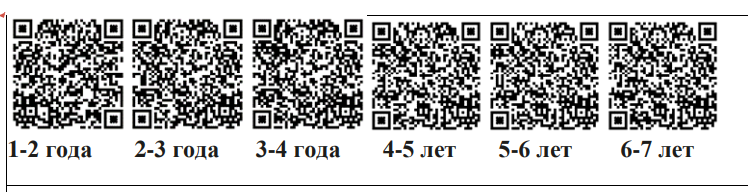 1-2 года 2-3 года 3-4 года 4-5 лет 5-6 лет 6-7 лет